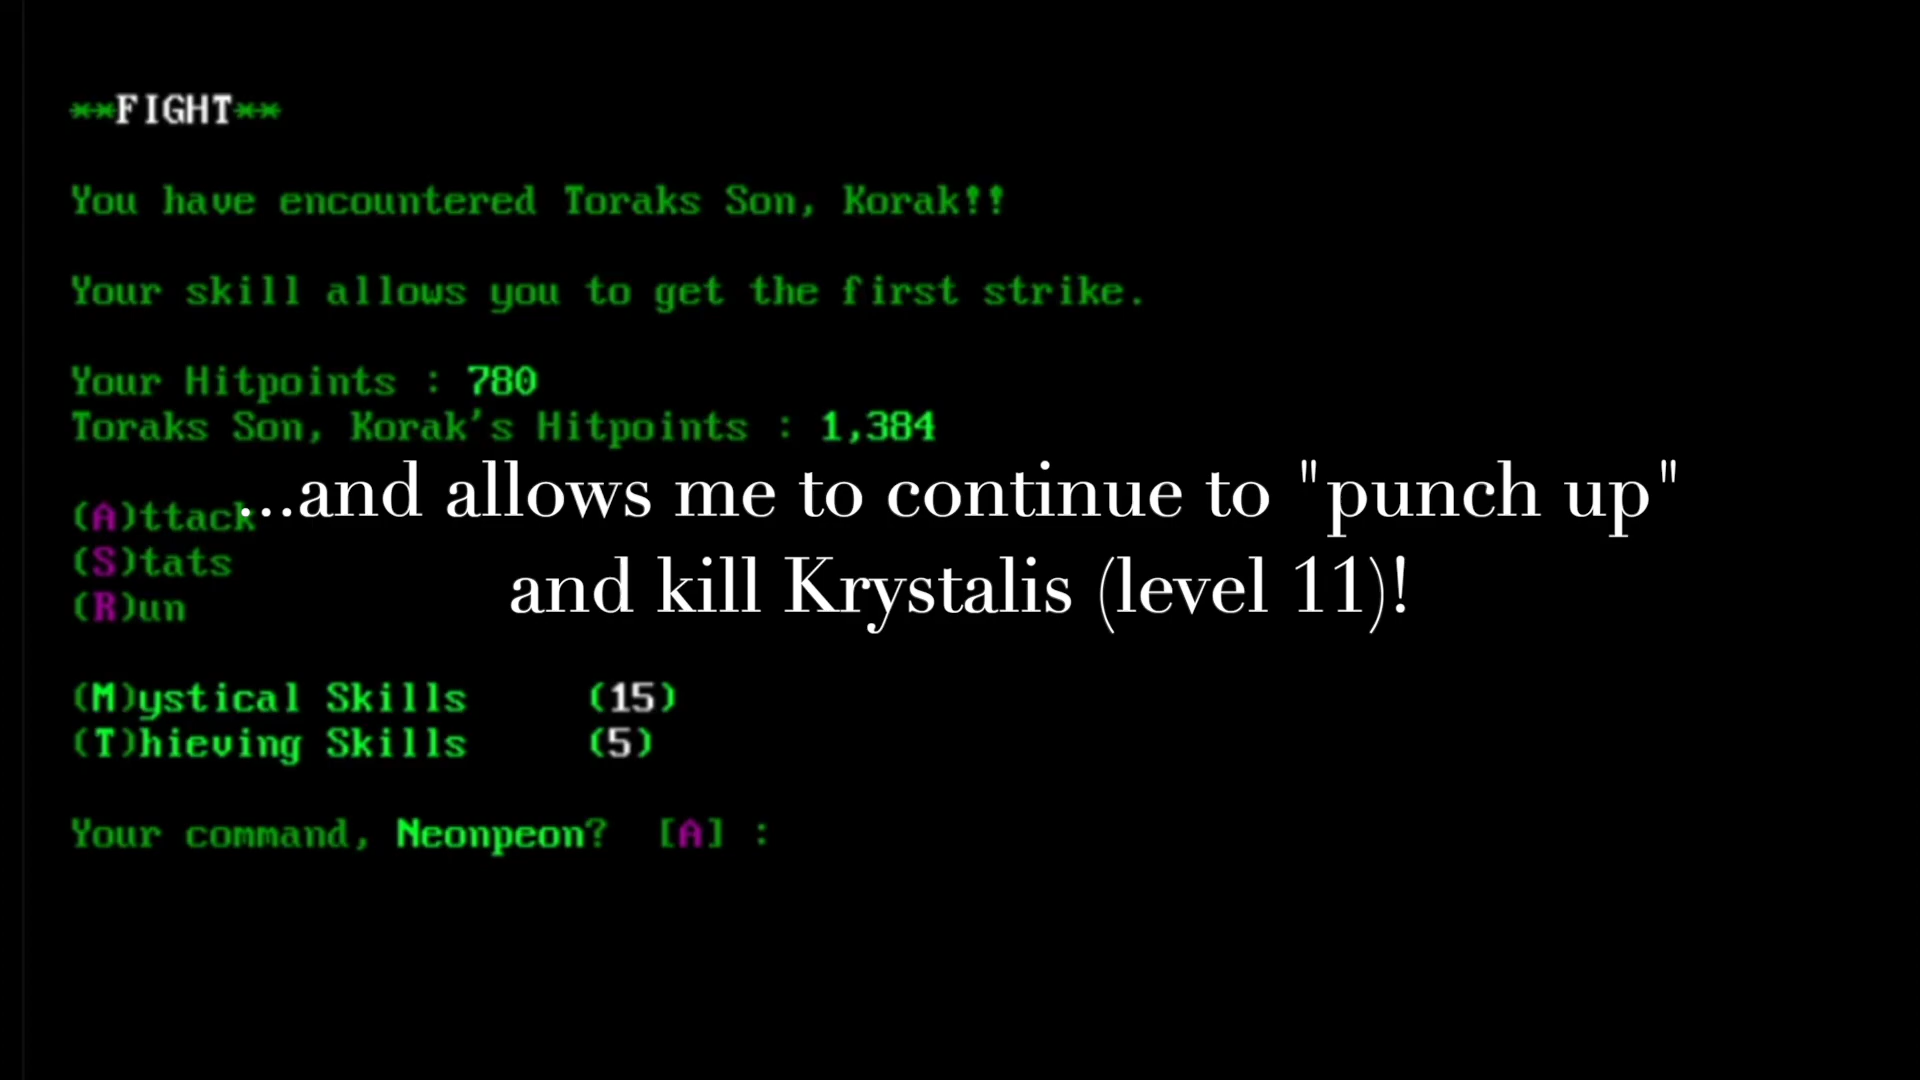 **FIGHT**
You have encountered Toraks Son, Korak!!
Your skill allows you to get the first strike.
Your Hitpoints : 780
Toraks Son, Korak's Hitpoints : 1,384
...and allows me to continue to "punch up"
and kill Krystalis (level 11)!
(A)ttack
(S)tats
(R)un
(M)ystical Skills (15)
(T)hieving Skills (5)
Your command, Neonpeon? [A] :